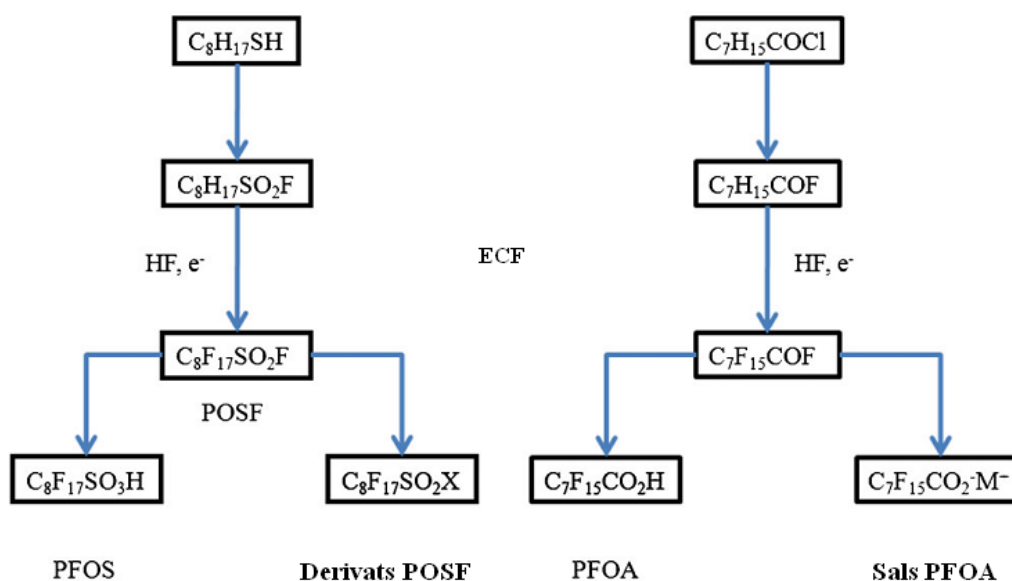 C₈H₁₇SH
C₇H₁₅COCl
C₈H₁₇SO₂F
C₇H₁₅COF
HF, e⁻
ECF
HF, e⁻
C₈F₁₇SO₂F
C₇F₁₅COF
POSF
C₈F₁₇SO₃H
C₈F₁₇SO₂X
C₇F₁₅CO₂H
C₇F₁₅CO₂⁻M⁺
PFOS
Derivats POSF
PFOA
Sals PFOA